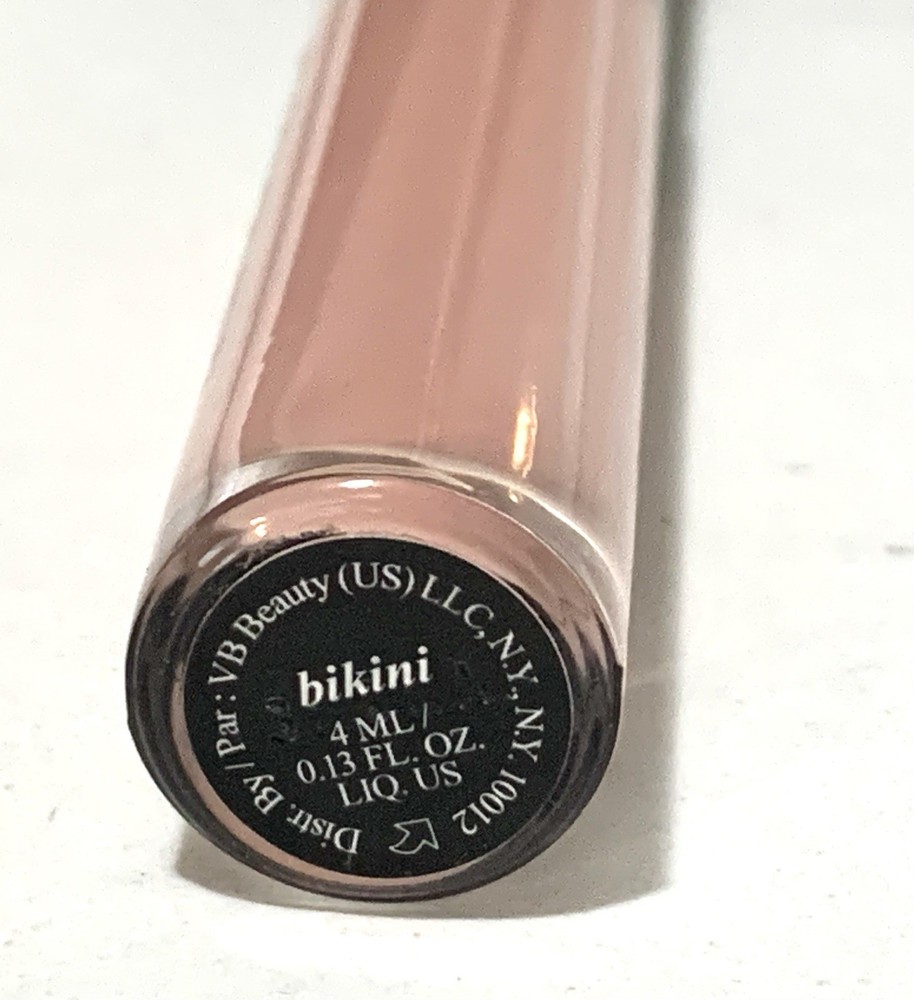 Distr. By / Par : VB Beauty (US) LLC, N.Y., N.Y. 10012
bikini
4 ML /
0.13 FL. OZ.
LIQ. US